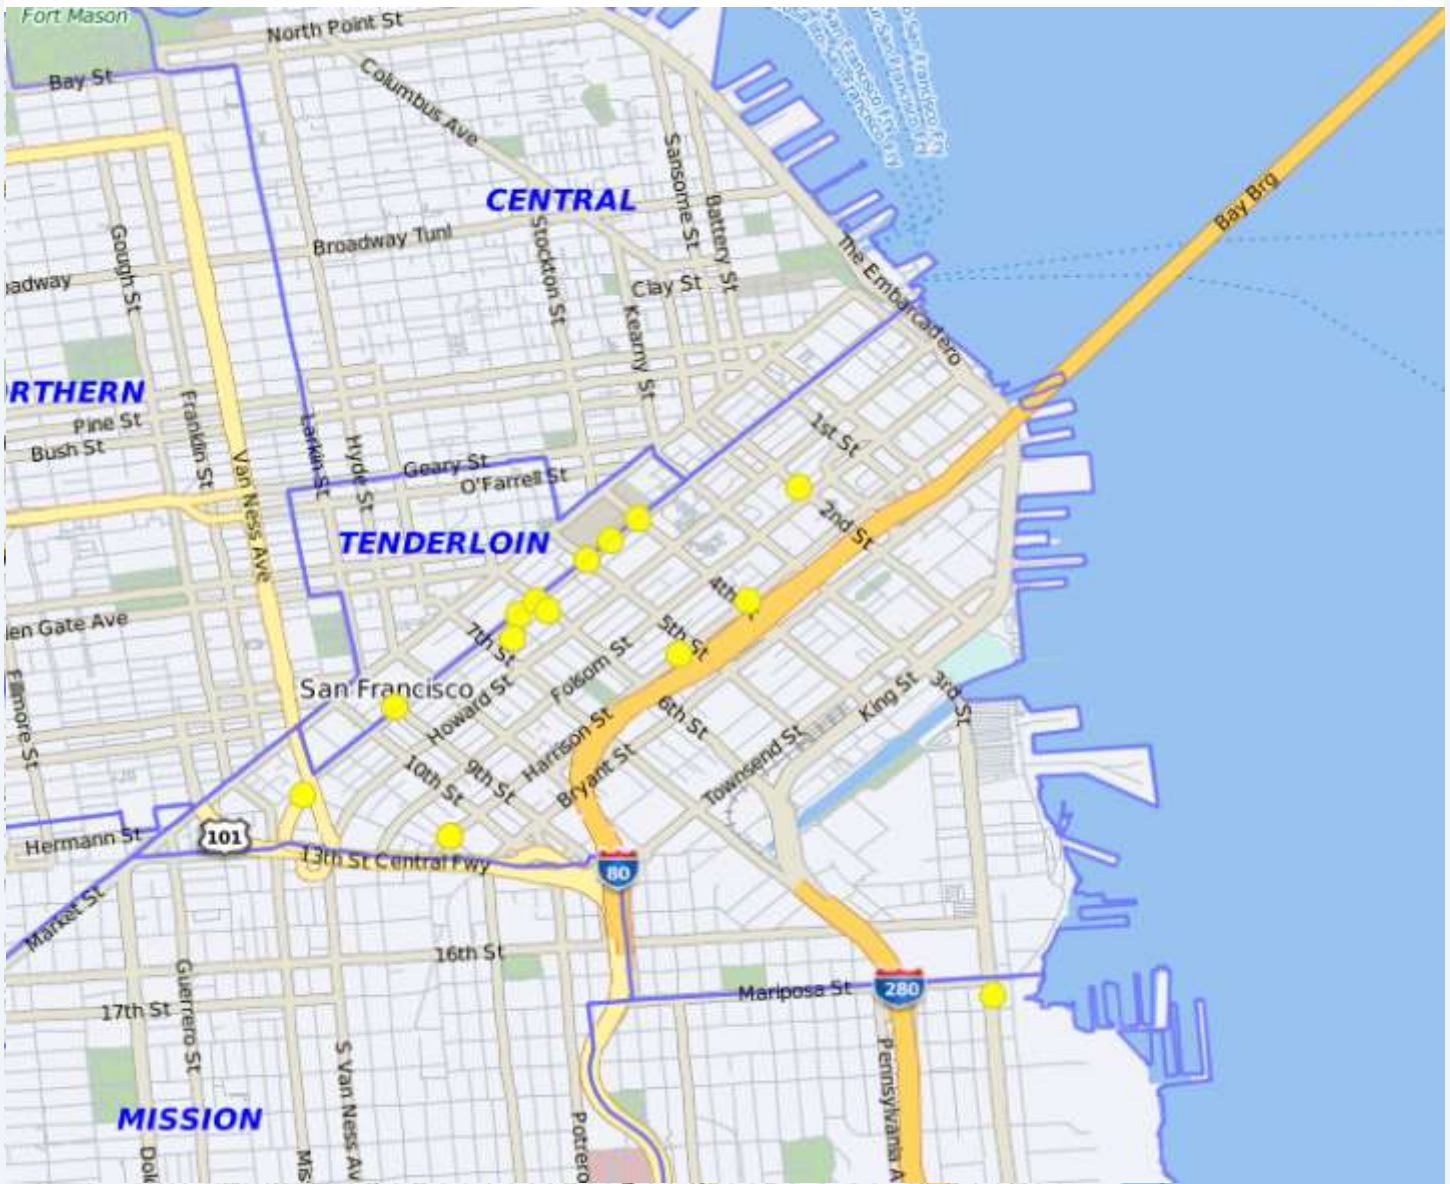 Fort Mason
North Point St
Bay St
Columbus Ave
Sansome St
CENTRAL
Battery St
Bay Brg
Stockton St
Gough St
Broadway Tunl
The Embarcadero
adway
Clay St
Kearny St
RTHERN
Pine St
Franklin St
Larkin St
Hyde St
1st St
Bush St
Van Ness Ave
Geary St
O'Farrell St
2nd St
TENDERLOIN
4th
en Gate Ave
7th St
5th St
Folsom St
San Francisco
Fillmore St
Howard St
6th St
King St
3rd St
Harrison St
Bryant St
Townsend St
10th St
9th St
Hermann St
101
13th St Central Fwy
80
Market St
16th St
Mariposa St
280
17th St
Guerrero St
S Van Ness Av
Pennsylvania A
MISSION
Potrero
Dol
Mis